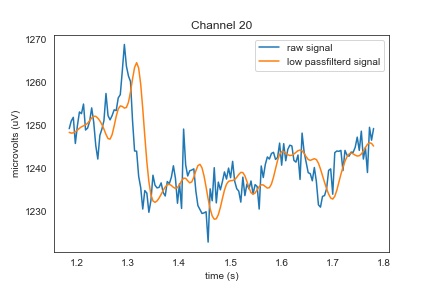 Channel 20
raw signal
low passfilterd signal
microvolts (uV)
1270
1260
1250
1240
1230
1.2 1.3 1.4 1.5 1.6 1.7 1.8
time (s)